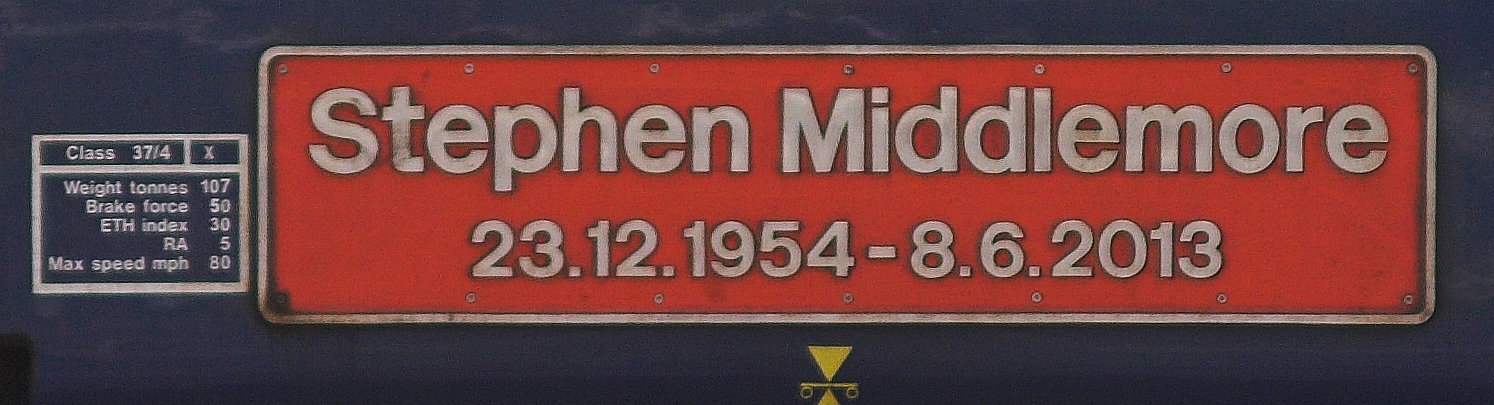 Stephen Middlemore
23.12.1954-8.6.2013
Class 37/4 X
Weight tonnes 107
Brake force 50
ETH index 30
RA 5
Max speed mph 80